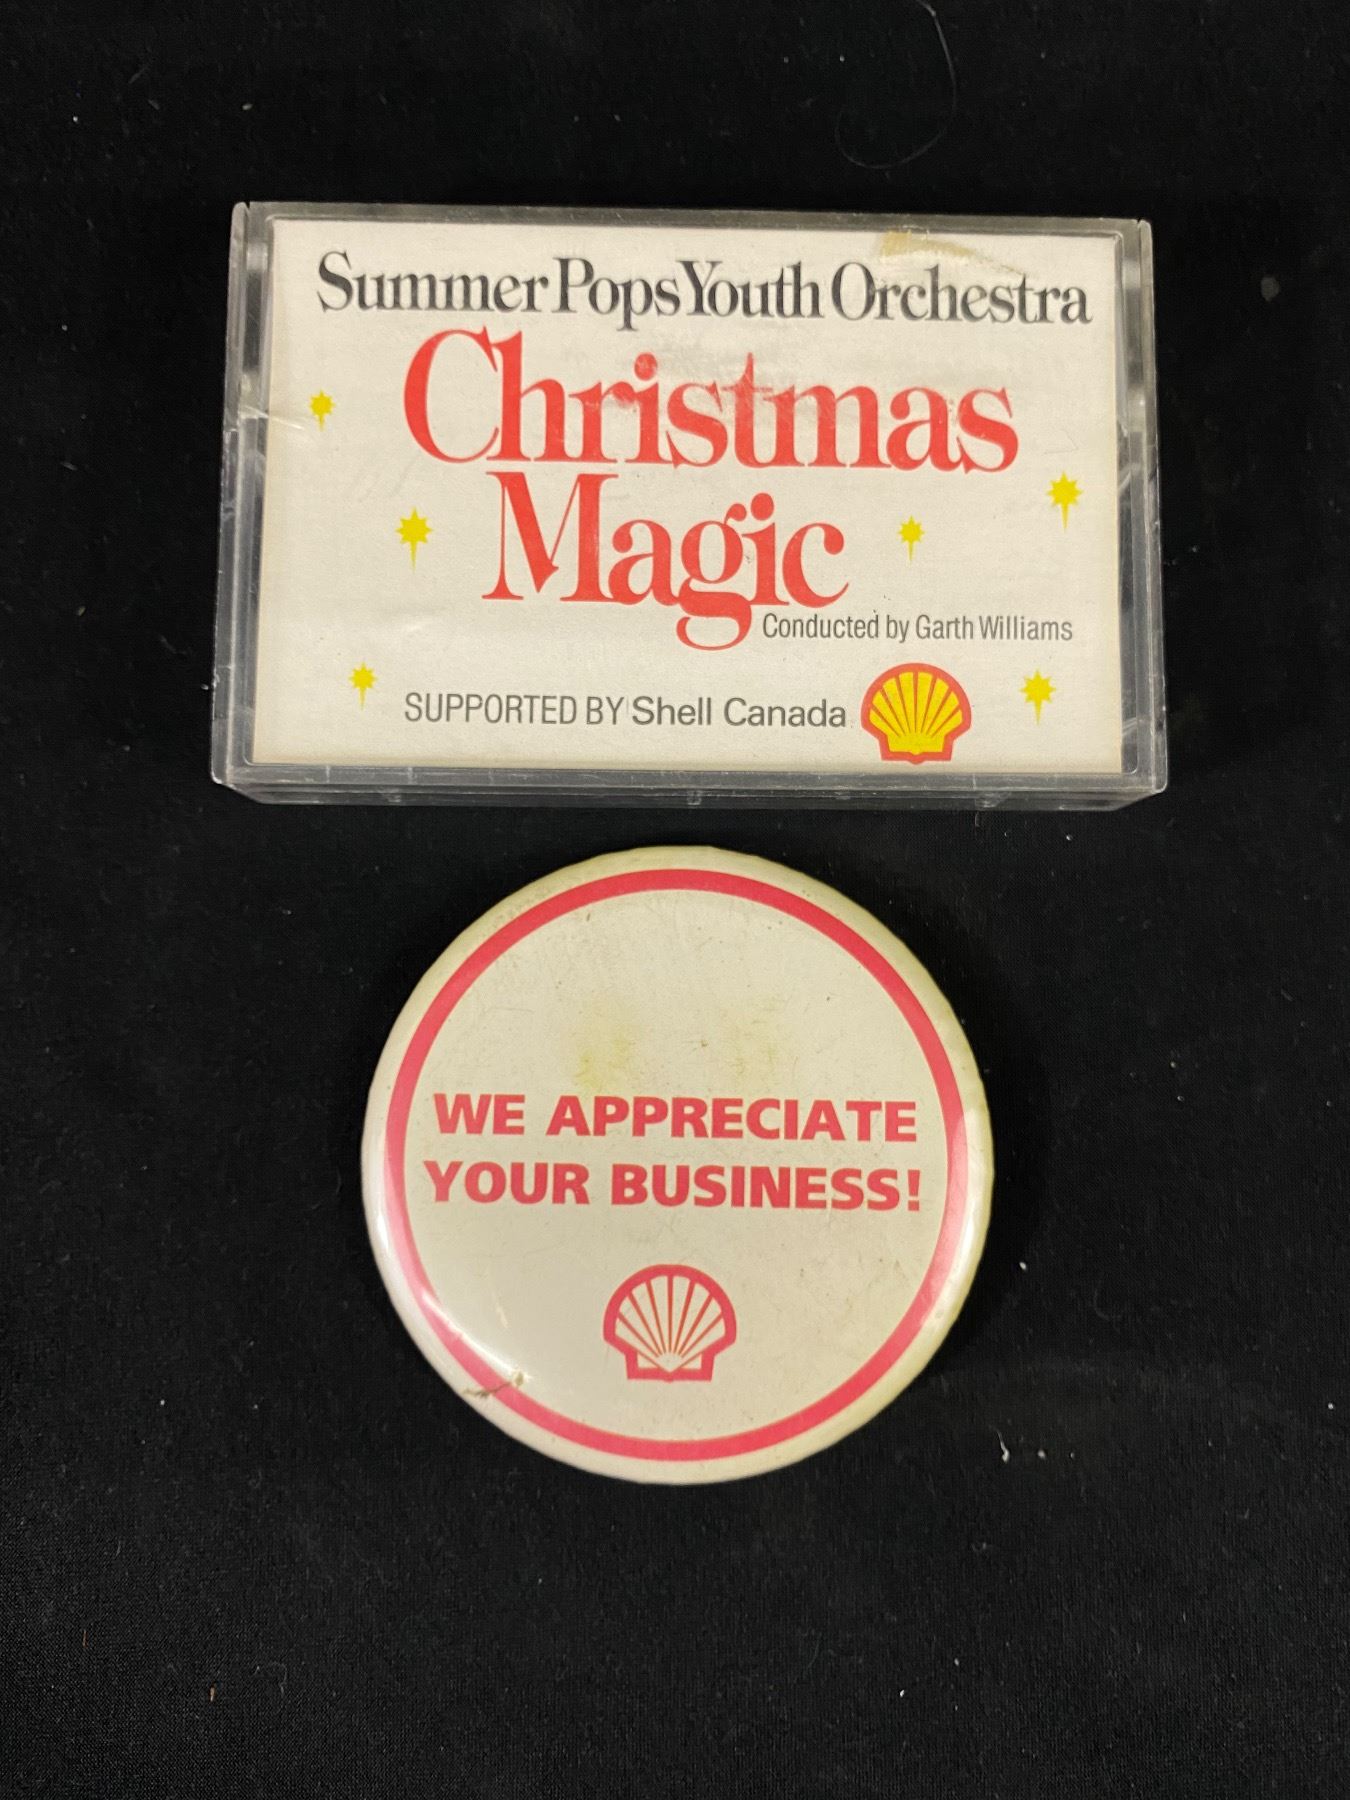 Summer Pops Youth Orchestra
Christmas
Magic
Conducted by Garth Williams
SUPPORTED BY Shell Canada
WE APPRECIATE
YOUR BUSINESS!